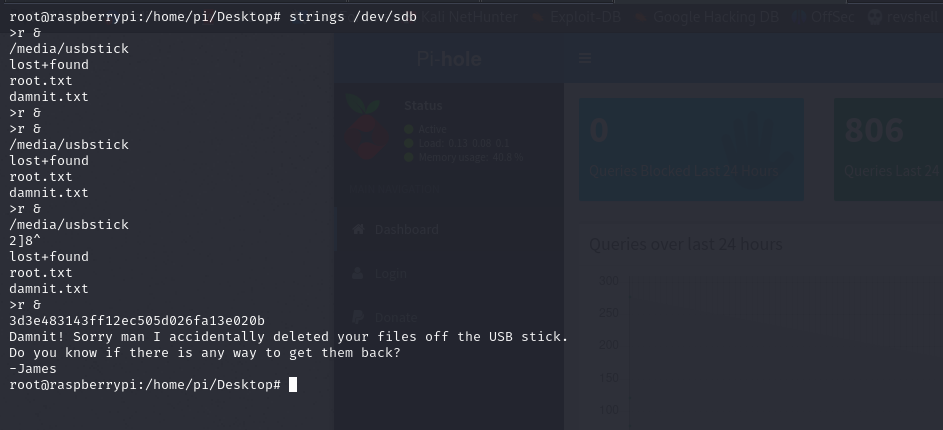 root@raspberrypi:/home/pi/Desktop# strings /dev/sdb
>r &
/media/usbstick
lost+found
root.txt
damnit.txt
>r &
>r &
/media/usbstick
lost+found
root.txt
damnit.txt
>r &
/media/usbstick
2]8^
lost+found
root.txt
damnit.txt
>r &
3d3e483143ff12ec505d026fa13e020b
Damnit! Sorry man I accidentally deleted your files off the USB stick.
Do you know if there is any way to get them back?
-James
root@raspberrypi:/home/pi/Desktop#
Kali NetHunter
Exploit-DB
Google Hacking DB
OffSec
revshell
Pi-hole
Status
Active
Memory usage:
Dashboard
Login
Donate
0
Queries Blocked Last 24 Hours
806
Queries Last 24
Queries over last 24 hours
300
250
200
150
100